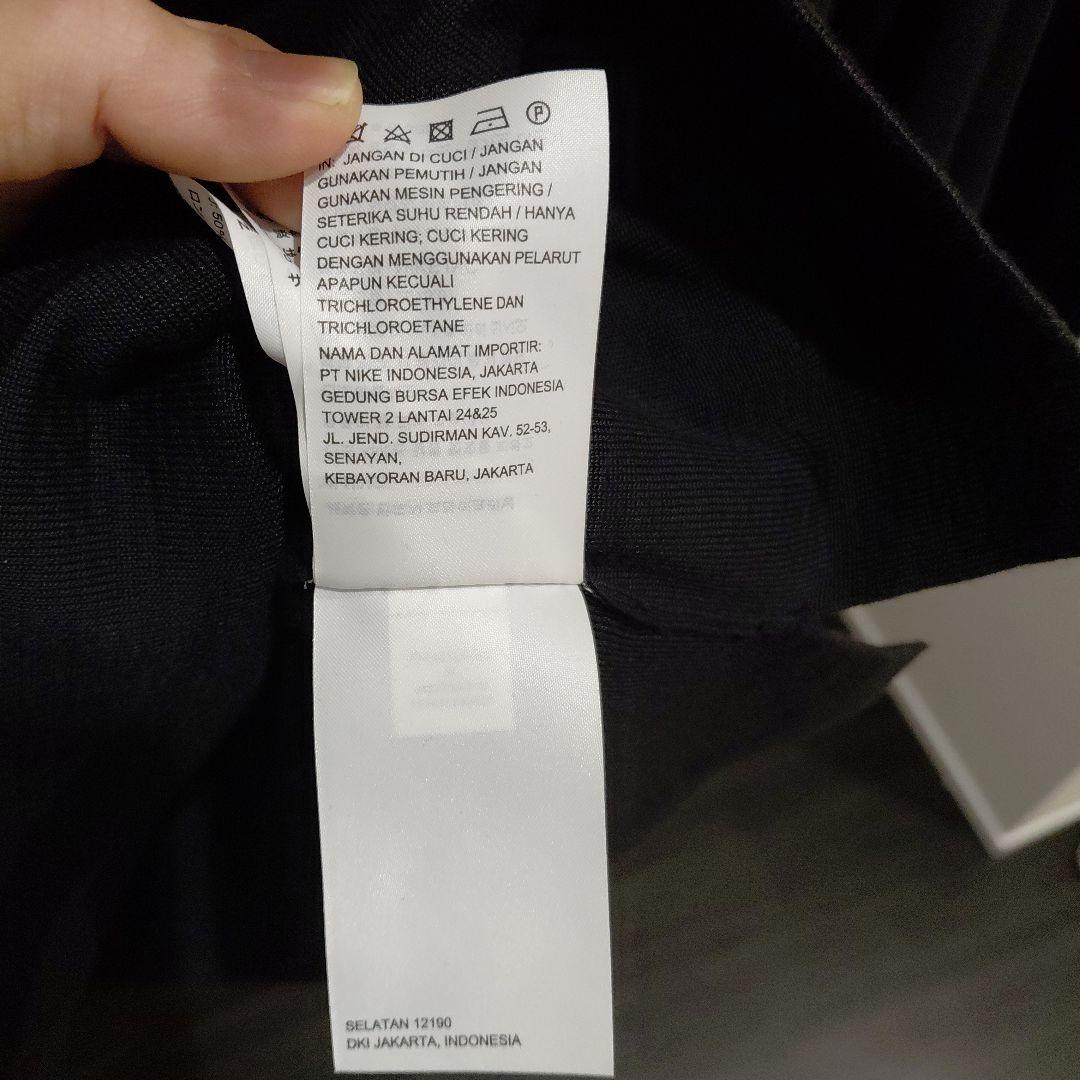 IN: JANGAN DI CUCI / JANGAN
GUNAKAN PEMUTIH / JANGAN
GUNAKAN MESIN PENGERING /
SETERIKA SUHU RENDAH / HANYA
CUCI KERING; CUCI KERING
DENGAN MENGGUNAKAN PELARUT
APAPUN KECUALI
TRICHLOROETHYLENE DAN
TRICHLOROETANE
NAMA DAN ALAMAT IMPORTIR:
PT NIKE INDONESIA, JAKARTA
GEDUNG BURSA EFEK INDONESIA
TOWER 2 LANTAI 24&25
JL. JEND. SUDIRMAN KAV. 52-53,
SENAYAN,
KEBAYORAN BARU, JAKARTA
SELATAN 12190
DKI JAKARTA, INDONESIA